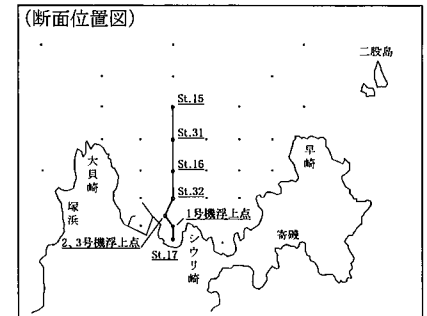 (断面位置図)
二股島
St.15
St.31
早崎
大貝崎
St.16
塚浜
St.32
1号機浮上点
寄磯
シウリ崎
2、3号機浮上点
St.17